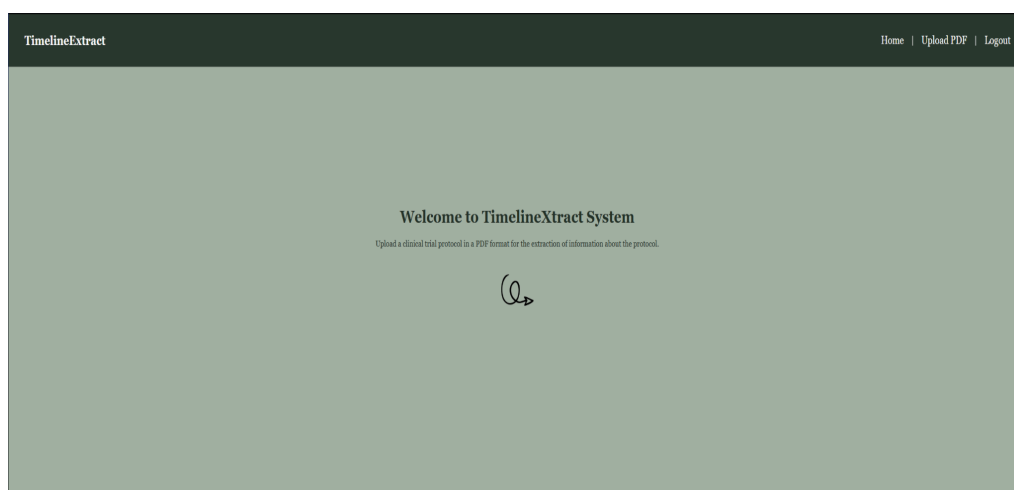 TimelineExtract
Home | Upload PDF | Logout
Welcome to TimelineXtract System
Upload a clinical trial protocol in a PDF format for the extraction of information about the protocol.